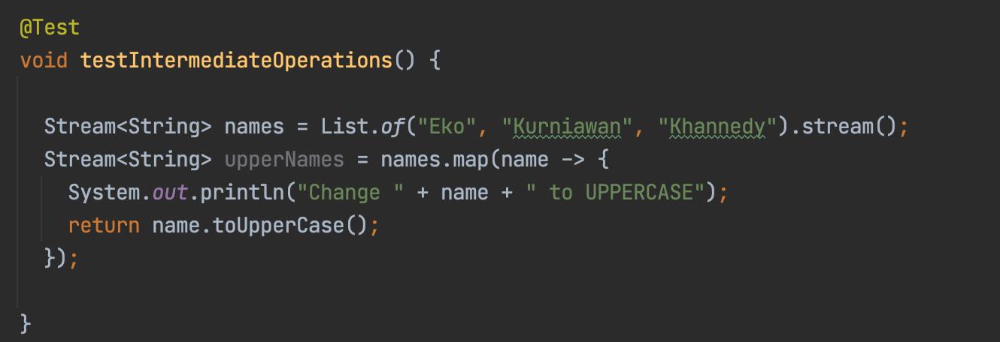 @Test
void testIntermediateOperations() {
Stream<String> names = List.of("Eko", "Kurniawan", "Khannedy").stream();
Stream<String> upperNames = names.map(name -> {
System.out.println("Change " + name + " to UPPERCASE");
return name.toUpperCase();
});
}